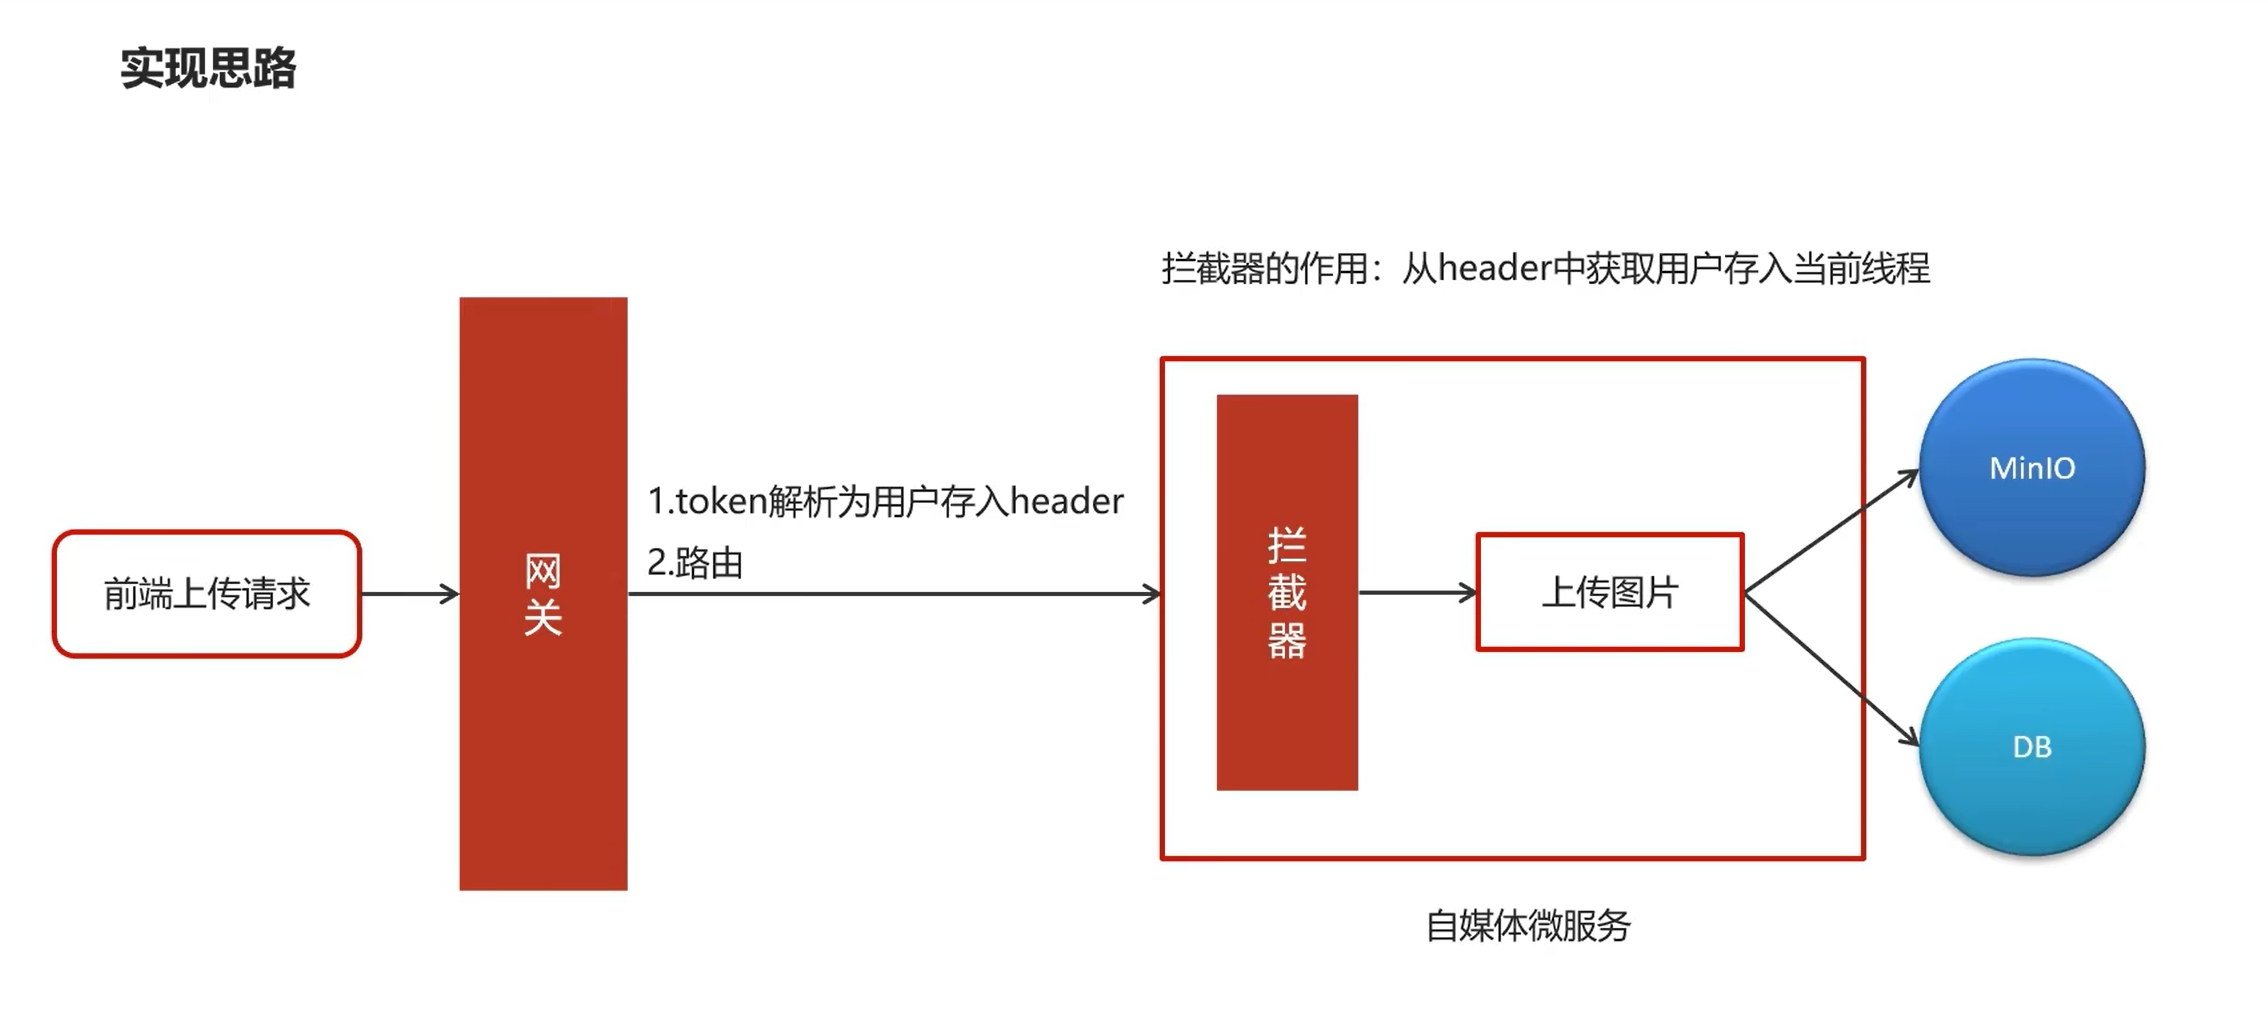 实现思路
拦截器的作用：从header中获取用户存入当前线程
1.token解析为用户存入header
2.路由
前端上传请求
网关
拦截器
上传图片
MinIO
DB
自媒体微服务